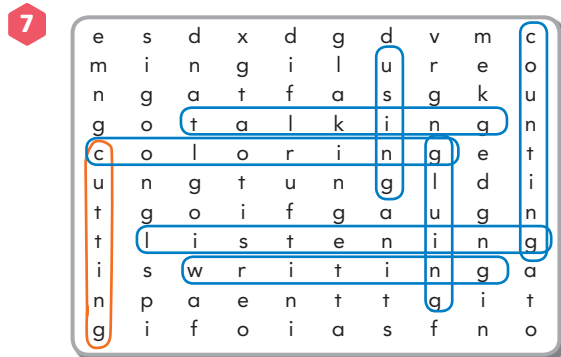 7
e s d x d g d v m c
m i n g i l u r e o
n g a t f a s g k u
g o t a l k i n g n
c o l o r i n g e t
u n g t u n g l d i
t g o i f g a u g n
t l i s t e n i n g
i s w r i t i n g a
n p a e n t t g i t
g i f o i a s f n o